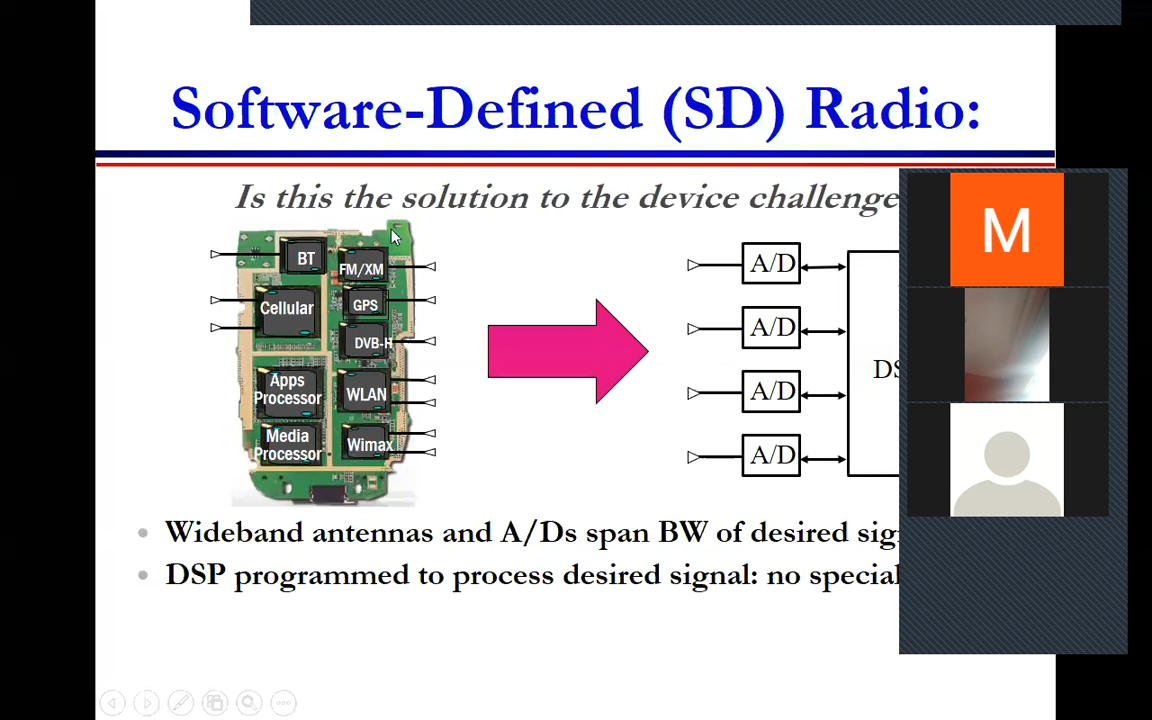 Software-Defined (SD) Radio:
Is this the solution to the device challenge
BT
FM/XM
Cellular
GPS
DVB-H
Apps
Processor
WLAN
Media
Processor
Wimax
A/D
A/D
A/D
A/D
M
Wideband antennas and A/Ds span BW of desired
DSP programmed to process desired signal: no special